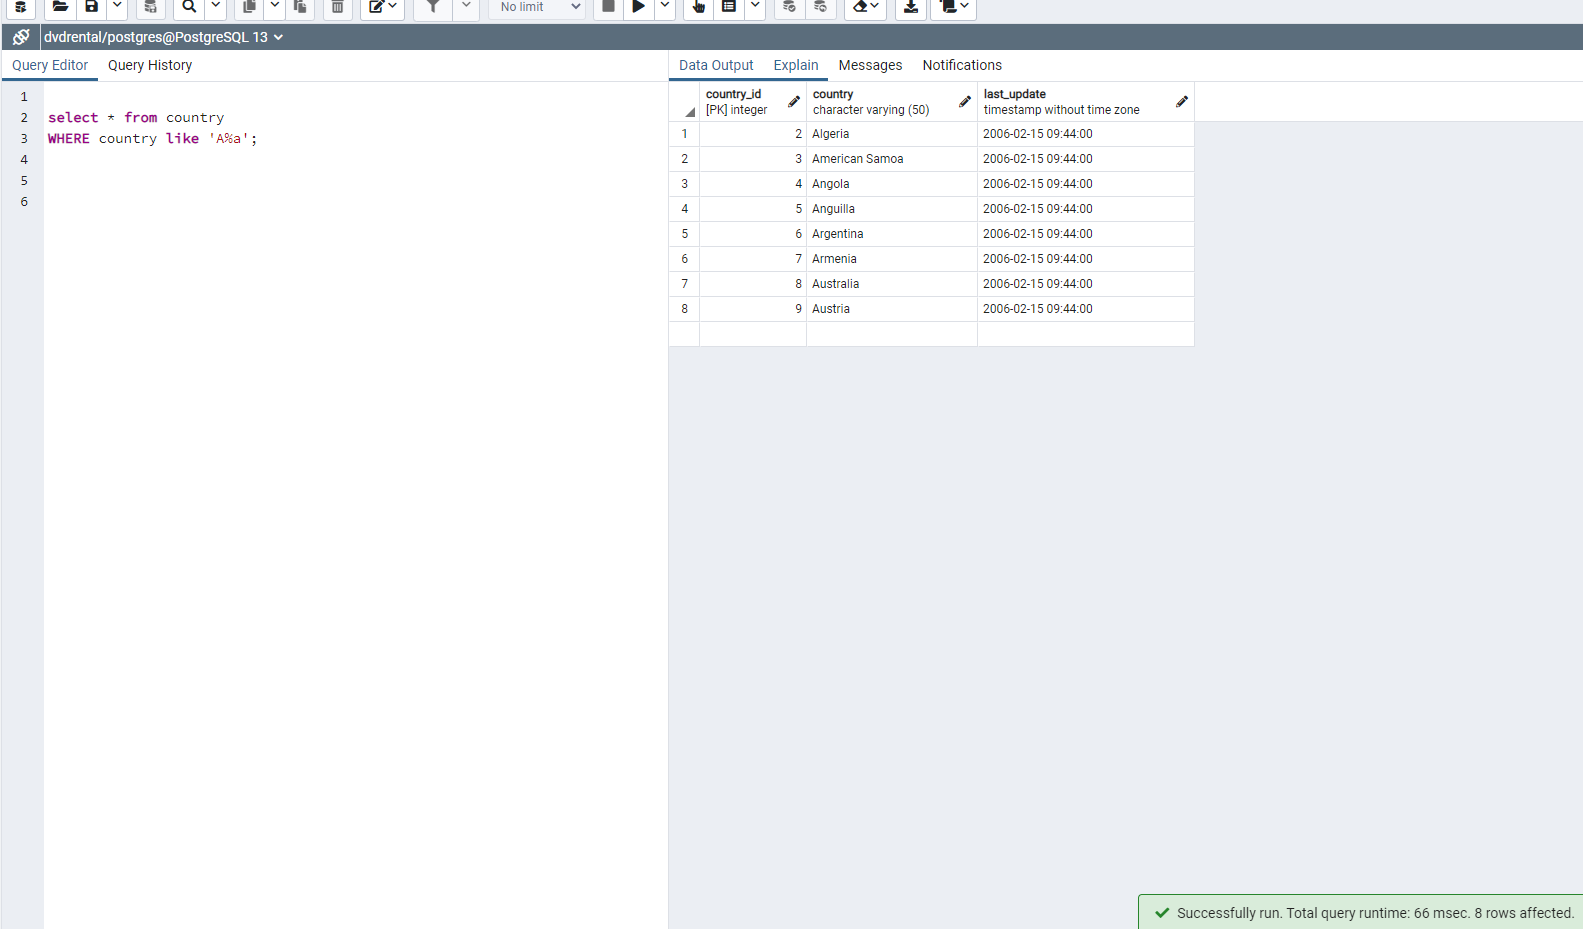 No limit
dvdrental/postgres@PostgreSQL 13
Query Editor Query History
1
2 select * from country
3 WHERE country like 'A%a';
4
5
6
Data Output Explain Messages Notifications
country_id country last_update
[PK] integer character varying (50) timestamp without time zone
1 2 Algeria 2006-02-15 09:44:00
2 3 American Samoa 2006-02-15 09:44:00
3 4 Angola 2006-02-15 09:44:00
4 5 Anguilla 2006-02-15 09:44:00
5 6 Argentina 2006-02-15 09:44:00
6 7 Armenia 2006-02-15 09:44:00
7 8 Australia 2006-02-15 09:44:00
8 9 Austria 2006-02-15 09:44:00
Successfully run. Total query runtime: 66 msec. 8 rows affected.